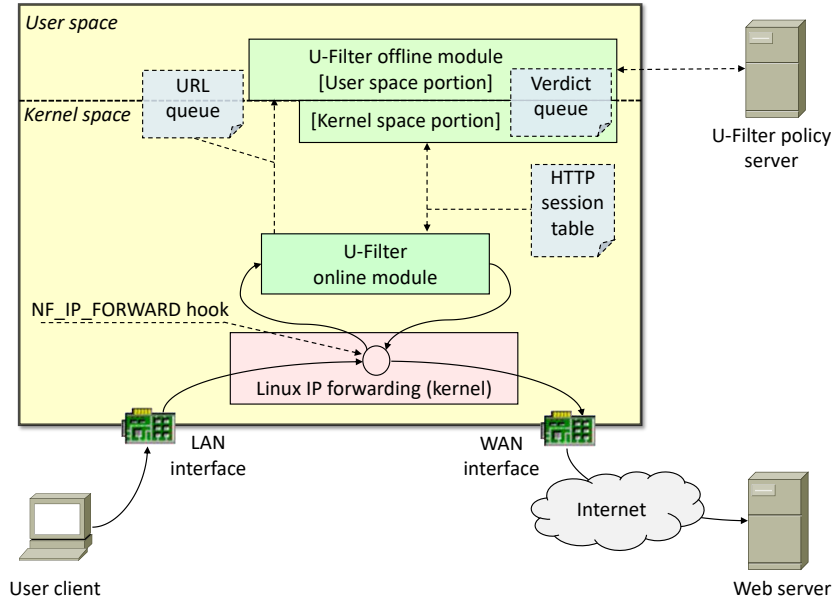 User space
U-Filter offline module
[User space portion]
URL
queue
Verdict
queue
Kernel space
[Kernel space portion]
U-Filter policy
server
HTTP
session
table
U-Filter
online module
NF_IP_FORWARD hook
Linux IP forwarding (kernel)
LAN
interface
WAN
interface
Internet
User client
Web server